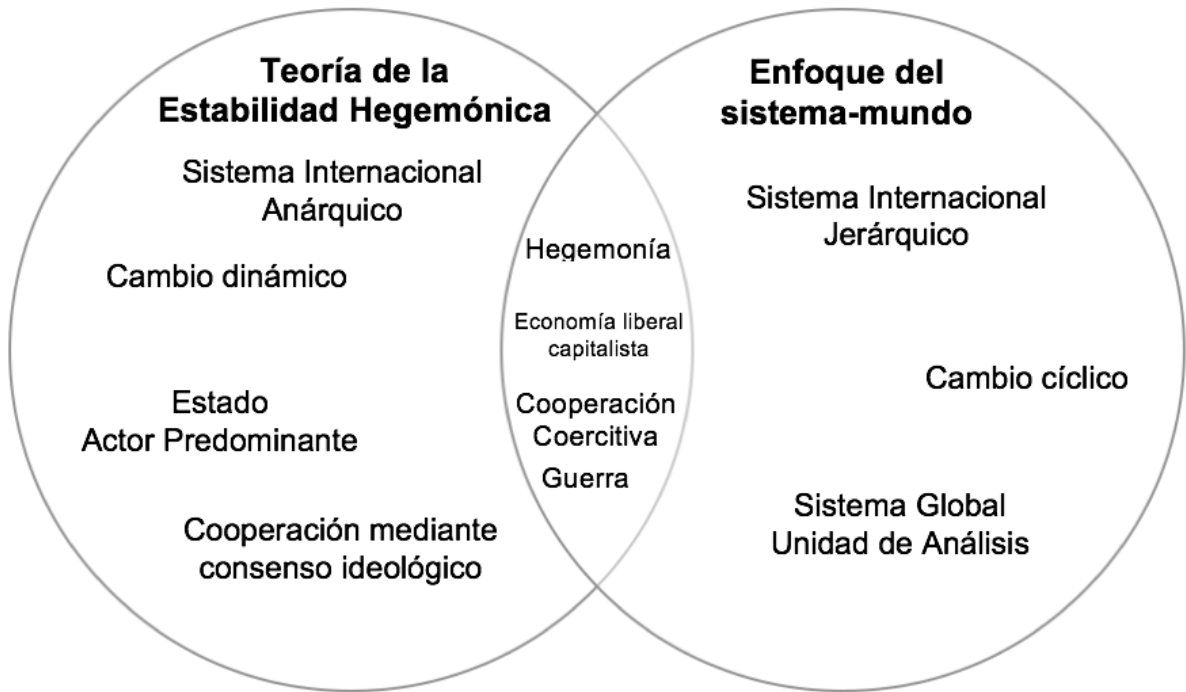 Teoría de la
Estabilidad Hegemónica
Sistema Internacional
Anárquico
Cambio dinámico
Estado
Actor Predominante
Cooperación mediante
consenso ideológico
Hegemonía
Economía liberal
capitalista
Cooperación
Coercitiva
Guerra
Enfoque del
sistema-mundo
Sistema Internacional
Jerárquico
Cambio cíclico
Sistema Global
Unidad de Análisis